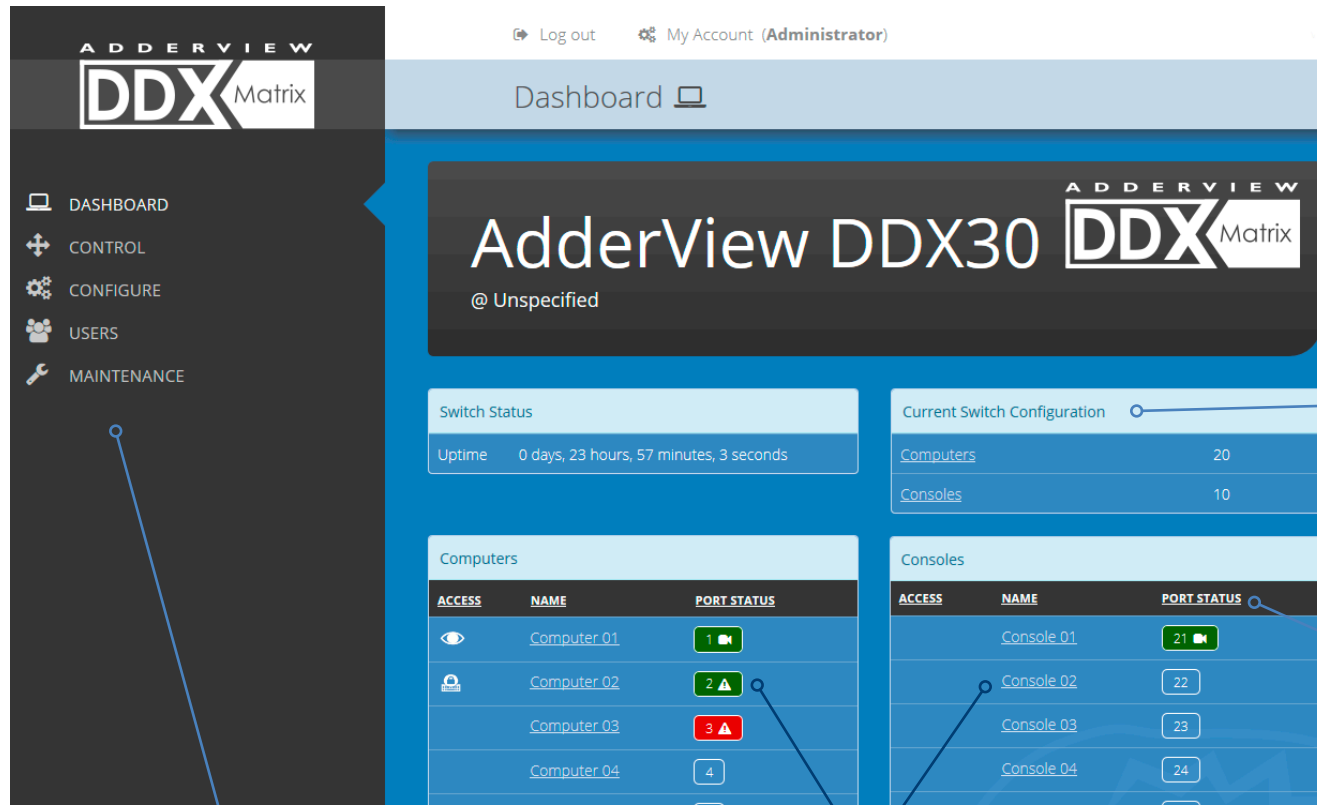 ADDERVIEW
DDX Matrix
Log out My Account (Administrator)
Dashboard
DASHBOARD
CONTROL
CONFIGURE
USERS
MAINTENANCE
AdderView DDX30
@ Unspecified
ADDERVIEW
DDX Matrix
Switch Status
Uptime 0 days, 23 hours, 57 minutes, 3 seconds
Current Switch Configuration
Computers 20
Consoles 10
Computers
ACCESS NAME PORT STATUS
Computer 01 1
Computer 02 2
Computer 03 3
Computer 04 4
Consoles
ACCESS NAME PORT STATUS
Console 01 21
Console 02 22
Console 03 23
Console 04 24